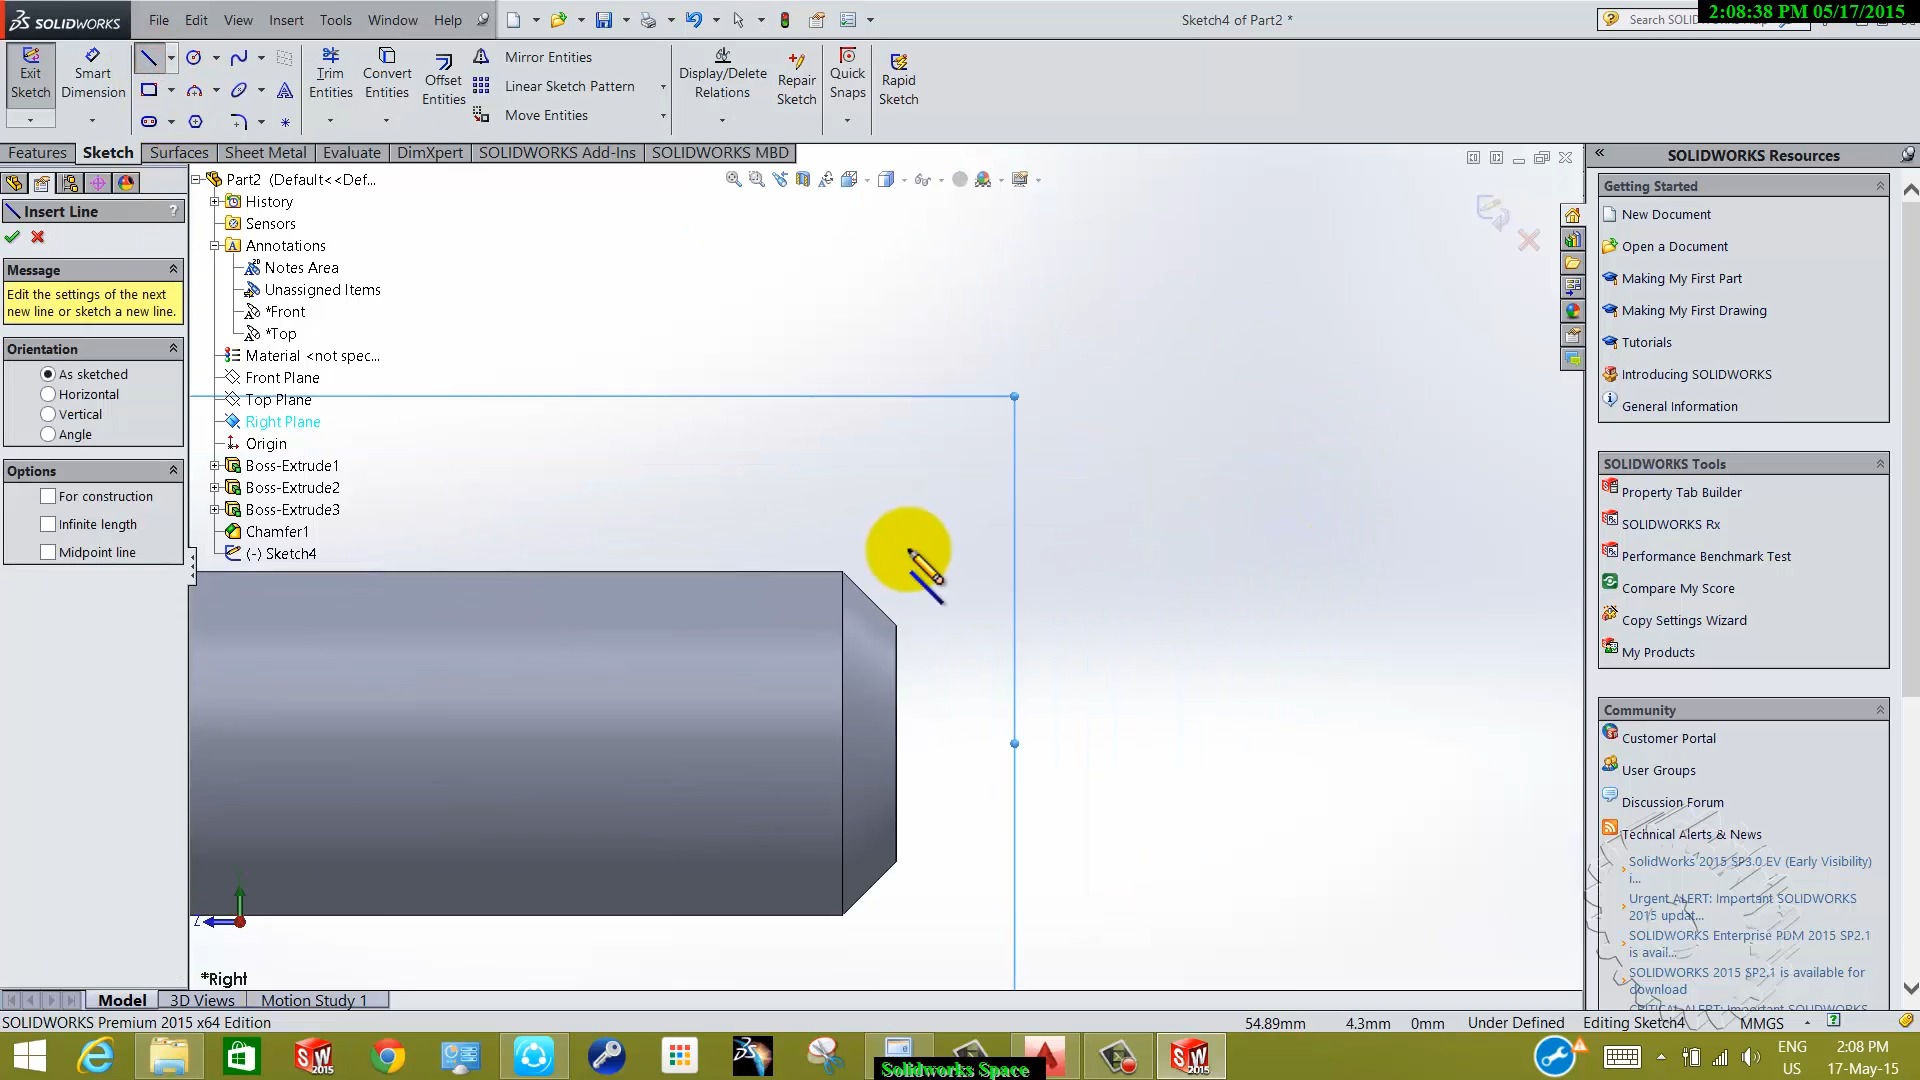 SOLIDWORKS
File Edit View Insert Tools Window Help
Sketch4 of Part2 *
2:08:38 PM 05/17/2015
Exit Sketch
Smart Dimension
Trim Entities
Convert Entities
Offset Entities
Mirror Entities
Linear Sketch Pattern
Move Entities
Display/Delete Relations
Repair Sketch
Quick Snaps
Rapid Sketch
Features Sketch Surfaces Sheet Metal Evaluate DimXpert SOLIDWORKS Add-Ins SOLIDWORKS MBD
Insert Line ?
Message
Edit the settings of the next
new line or sketch a new line.
Orientation
As sketched
Horizontal
Vertical
Angle
Options
For construction
Infinite length
Midpoint line
Part2 (Default<<Def...
History
Sensors
Annotations
Notes Area
Unassigned Items
*Front
*Top
Material <not spec...
Front Plane
Top Plane
Right Plane
Origin
Boss-Extrude1
Boss-Extrude2
Boss-Extrude3
Chamfer1
(-) Sketch4
Z
*Right
SOLIDWORKS Resources
Getting Started
New Document
Open a Document
Making My First Part
Making My First Drawing
Tutorials
Introducing SOLIDWORKS
General Information
SOLIDWORKS Tools
Property Tab Builder
SOLIDWORKS Rx
Performance Benchmark Test
Compare My Score
Copy Settings Wizard
My Products
Community
Customer Portal
User Groups
Discussion Forum
Technical Alerts & News
SolidWorks 2015 SP3.0 EV (Early Visibility)
i...
Urgent ALERT: Important SOLIDWORKS
2015 updat...
SOLIDWORKS Enterprise PDM 2015 SP2.1
is avail...
SOLIDWORKS 2015 SP2.1 is available for
download
CRITICAL ALERT: Important SOLIDWORKS
Model 3D Views Motion Study 1
SOLIDWORKS Premium 2015 x64 Edition
54.89mm 4.3mm 0mm Under Defined Editing Sketch4 MMGS
Solidworks Space
ENG
US
2:08 PM
17-May-15